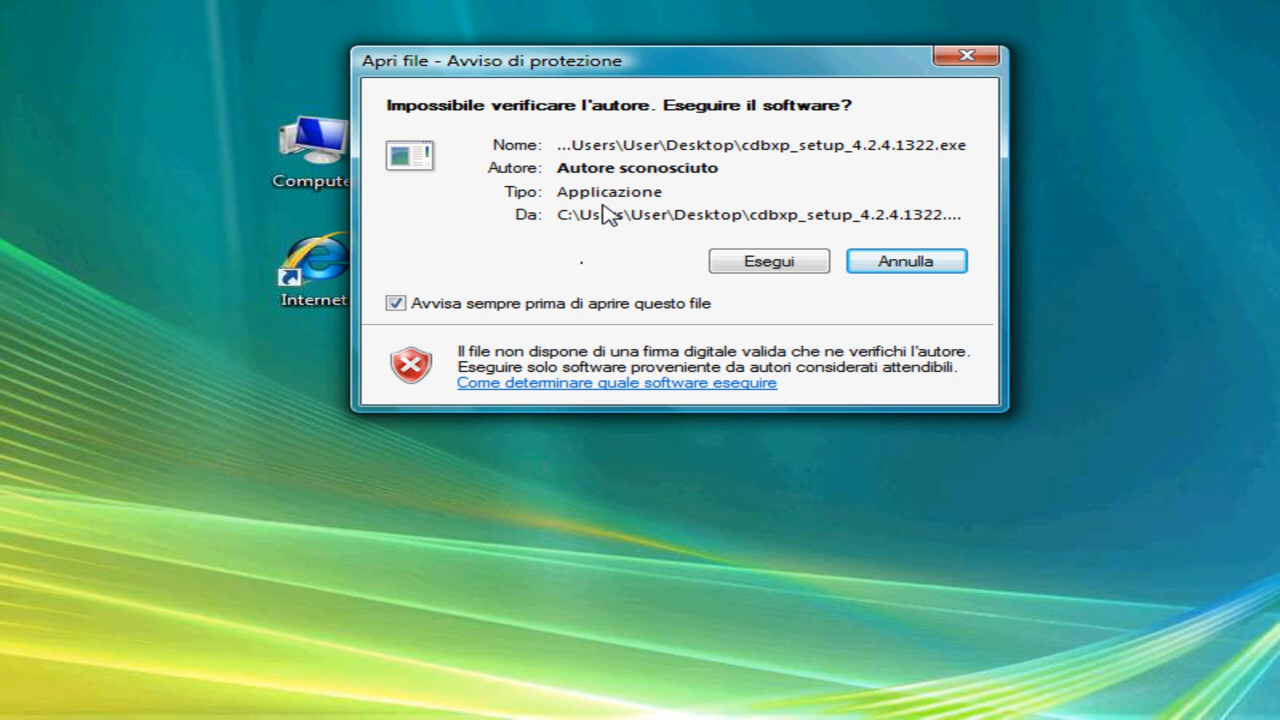 Apri file - Avviso di protezione
Impossibile verificare l'autore. Eseguire il software?
Nome: ...Users\User\Desktop\cdbxp_setup_4.2.4.1322.exe
Autore: Autore sconosciuto
Tipo: Applicazione
Da: C:\Users\User\Desktop\cdbxp_setup_4.2.4.1322....
Esegui
Annulla
Avvisa sempre prima di aprire questo file
Il file non dispone di una firma digitale valida che ne verifichi l'autore.
Eseguire solo software proveniente da autori considerati attendibili.
Come determinare quale software eseguire
Compute
Internet